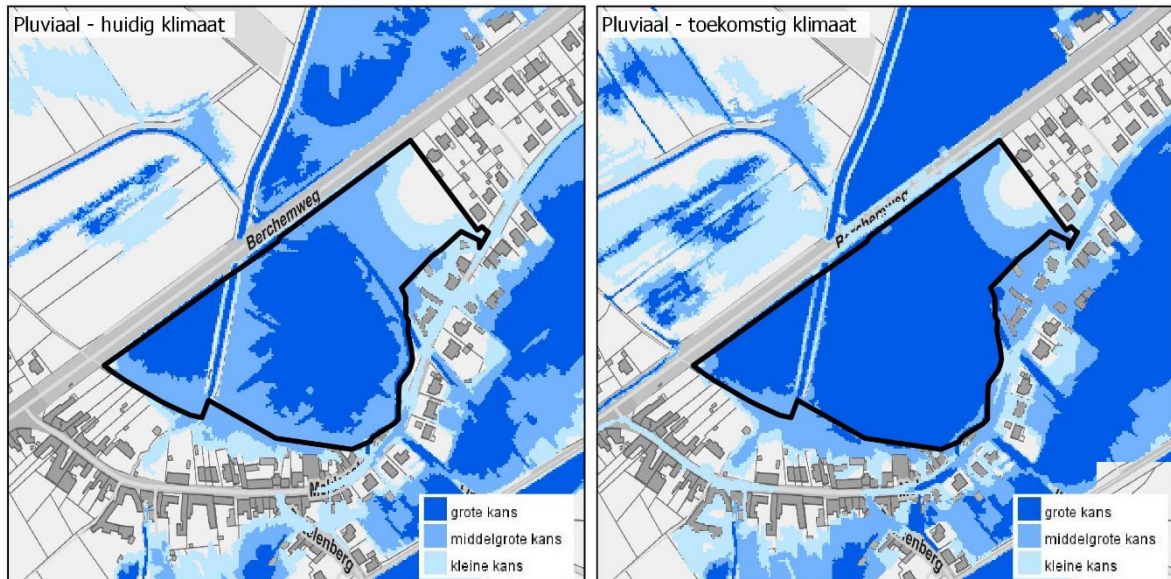 Pluviaal - huidig klimaat
Berchemweg
grote kans
middelgrote kans
kleine kans
Pluviaal - toekomstig klimaat
Berchemweg
grote kans
middelgrote kans
kleine kans